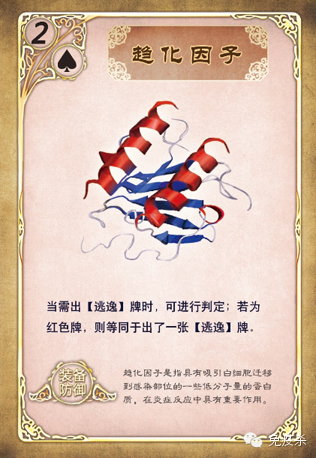 2
趋化因子
当需出【逃逸】牌时，可进行判定；若为
红色牌，则等同于出了一张【逃逸】牌。
装备
防御
趋化因子是指具有吸引白细胞迁移
到感染部位的一些低分子量的蛋白
质，在炎症反应中具有重要作用。
免疫杀